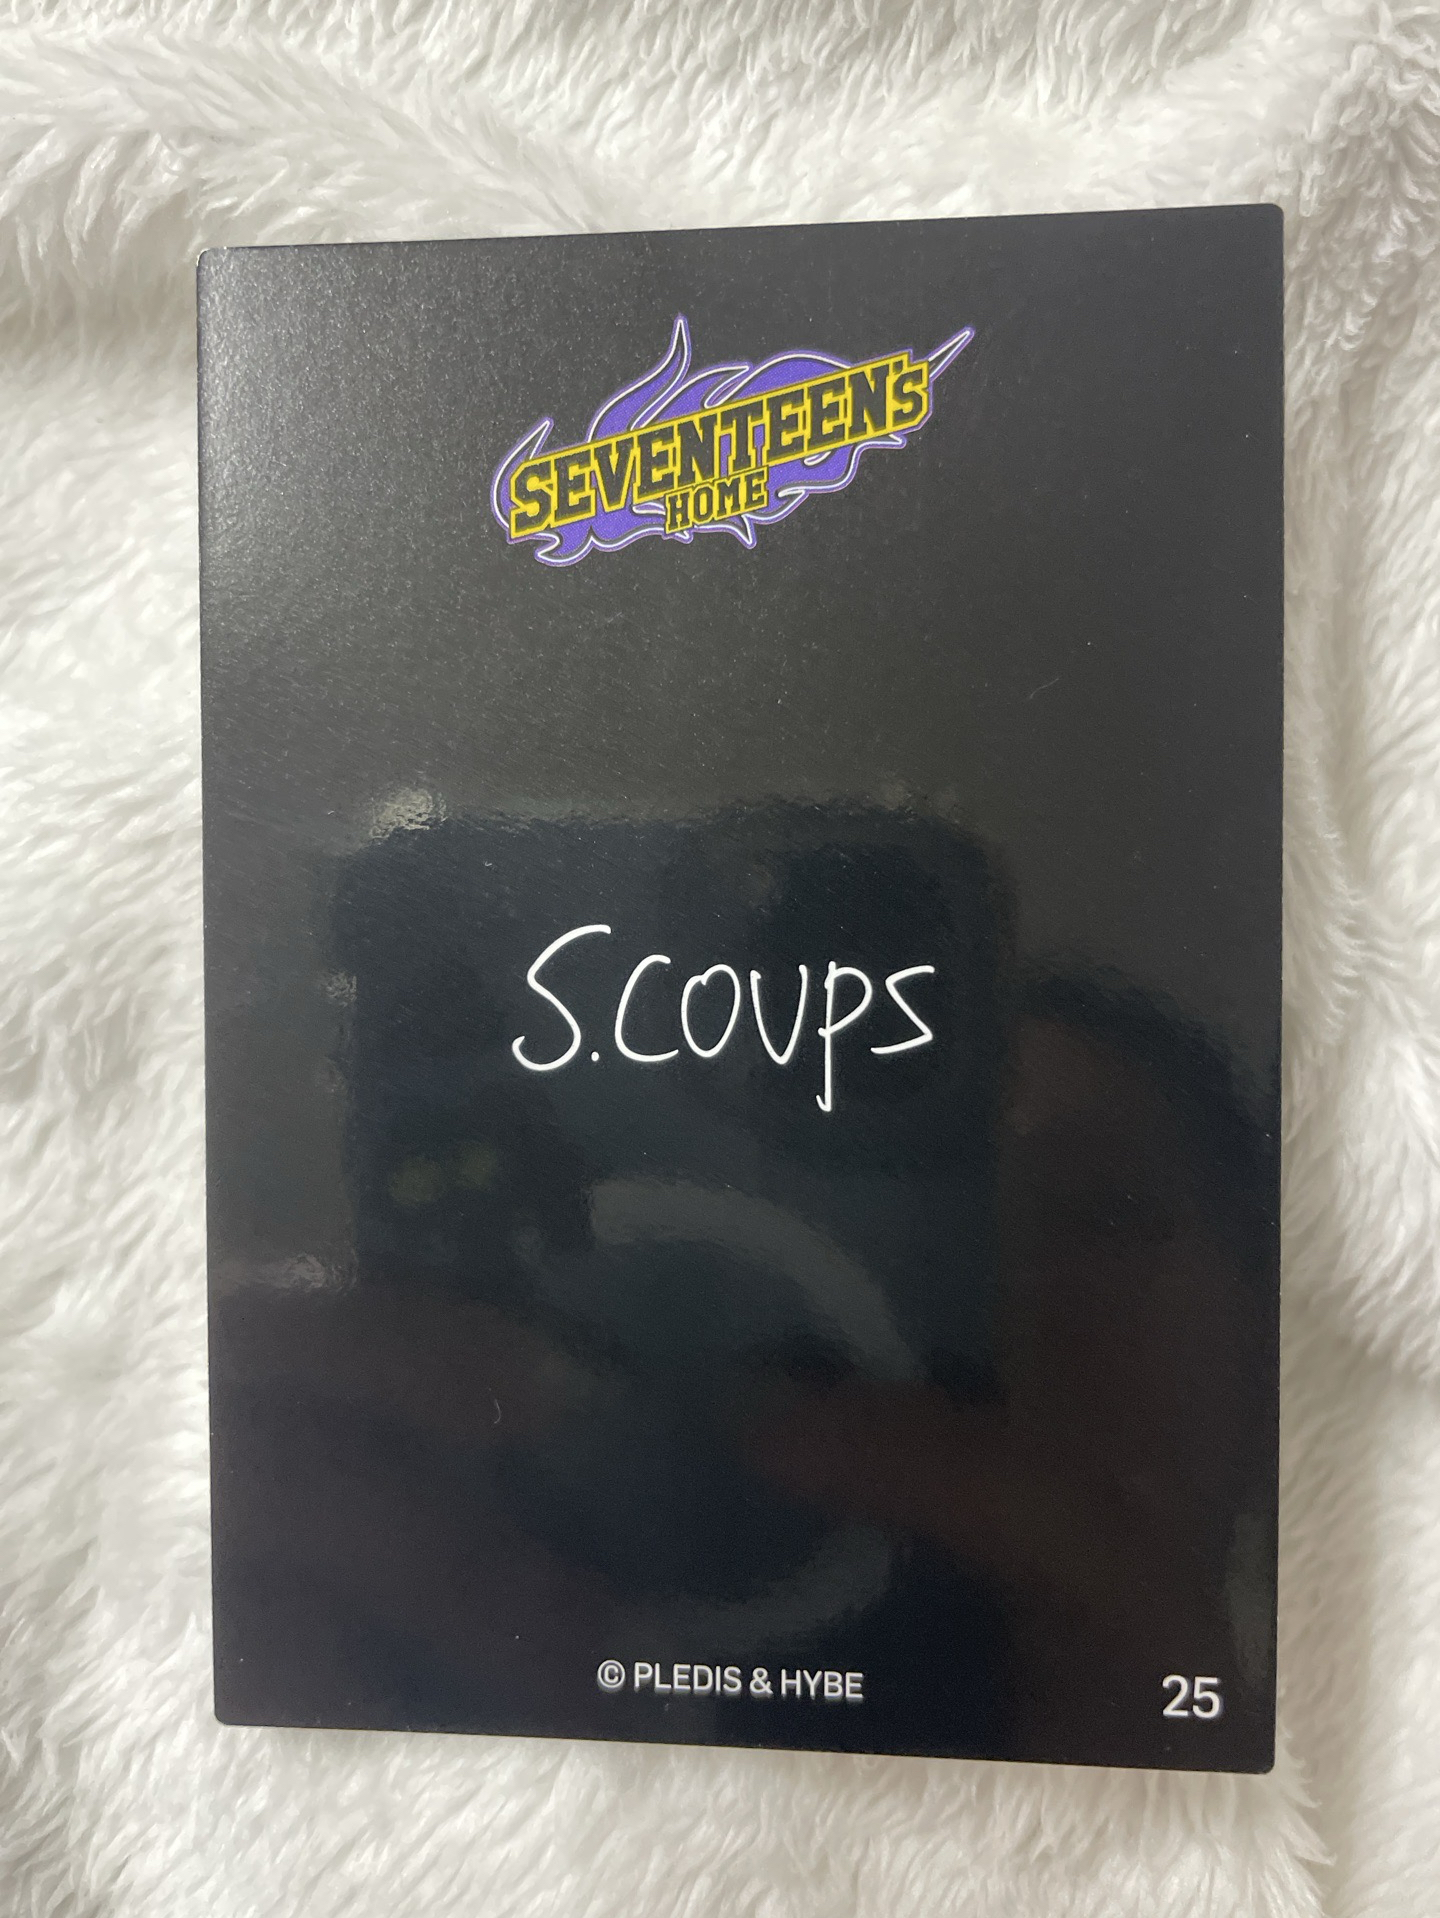 SEVENTEEN's
HOME
S.COUPS
© PLEDIS & HYBE
25